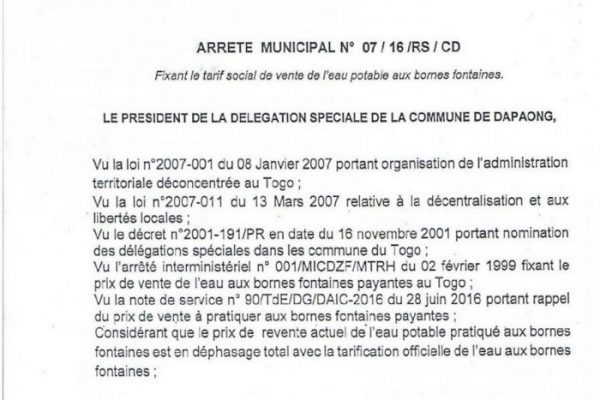 ARRETE MUNICIPAL N° 07 / 16 /RS / CD
Fixant le tarif social de vente de l'eau potable aux bornes fontaines.
LE PRESIDENT DE LA DELEGATION SPECIALE DE LA COMMUNE DE DAPAONG,
Vu la loi n°2007-001 du 08 Janvier 2007 portant organisation de l'administration
territoriale déconcentrée au Togo ;
Vu la loi n°2007-011 du 13 Mars 2007 relative à la décentralisation et aux
libertés locales ;
Vu le décret n°2001-191/PR en date du 16 novembre 2001 portant nomination
des délégations spéciales dans les commune du Togo ;
Vu l'arrêté interministériel n° 001/MICDZF/MTRH du 02 février 1999 fixant le
prix de vente de l'eau aux bornes fontaines payantes au Togo ;
Vu la note de service n° 90/TdE/DG/DAIC-2016 du 28 juin 2016 portant rappel
du prix de vente à pratiquer aux bornes fontaines payantes ;
Considérant que le prix de revente actuel de l'eau potable pratiqué aux bornes
fontaines est en déphasage total avec la tarification officielle de l'eau aux bornes
fontaines ;